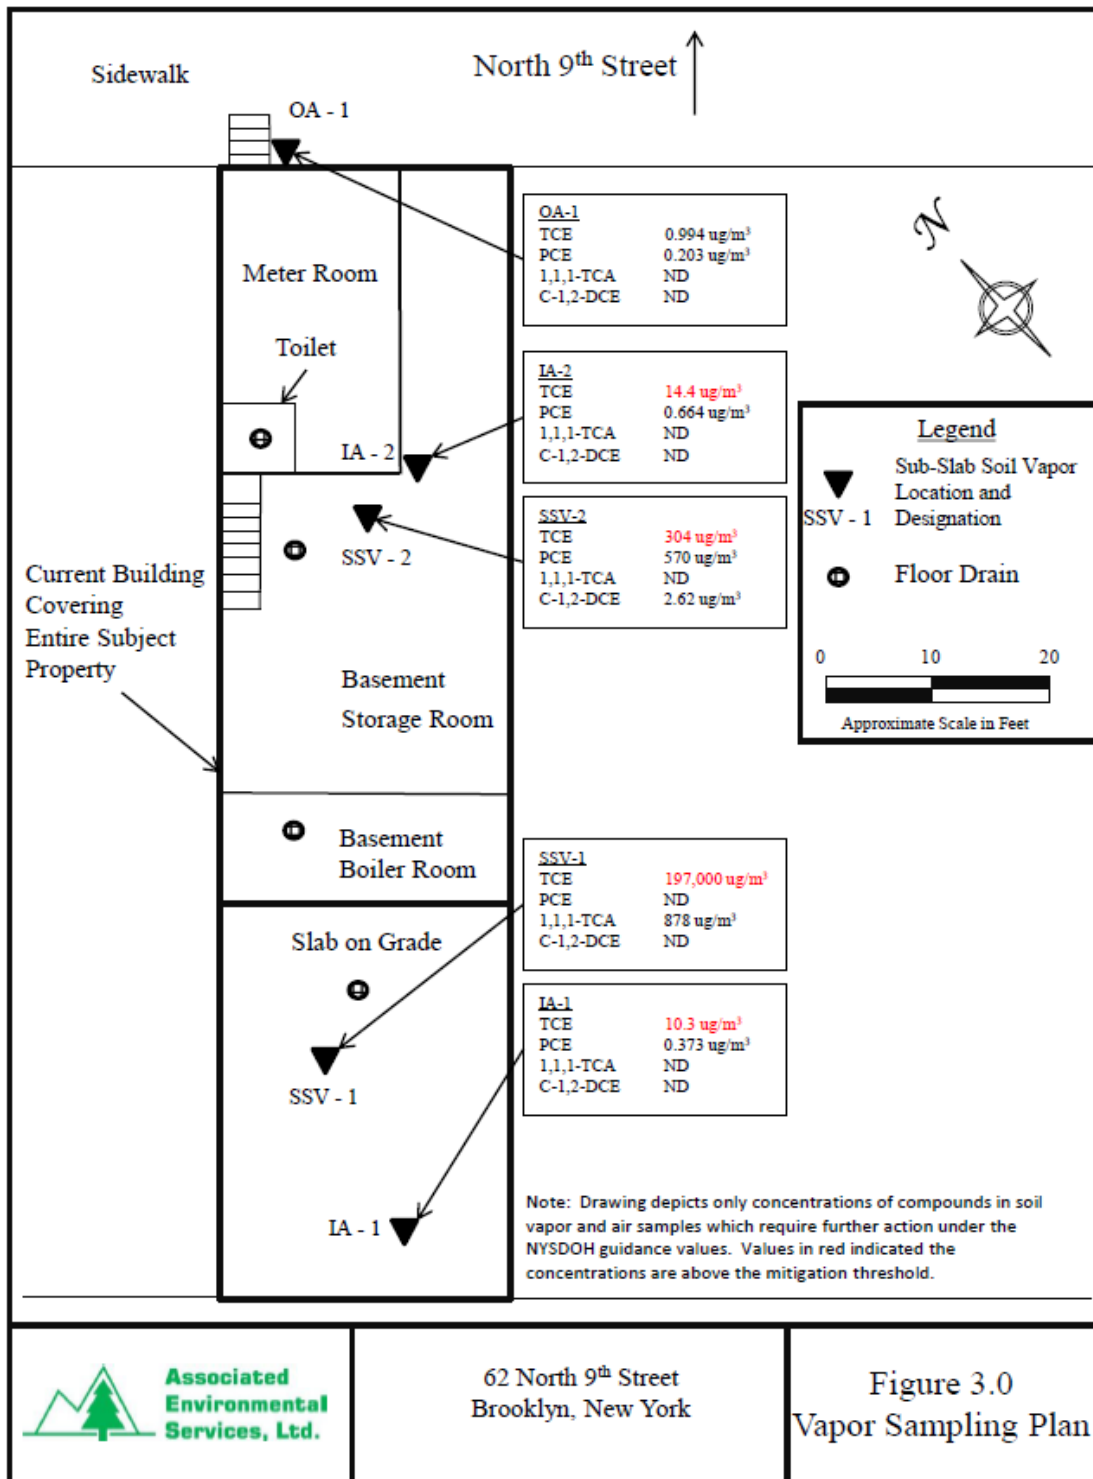 Sidewalk
North 9th Street
OA - 1
Meter Room
Toilet
IA - 2
SSV - 2
Current Building
Covering
Entire Subject
Property
Basement
Storage Room
Basement
Boiler Room
Slab on Grade
SSV - 1
IA - 1
OA-1
TCE 0.994 ug/m³
PCE 0.203 ug/m³
1,1,1-TCA ND
C-1,2-DCE ND
IA-2
TCE 14.4 ug/m³
PCE 0.664 ug/m³
1,1,1-TCA ND
C-1,2-DCE ND
SSV-2
TCE 304 ug/m³
PCE 570 ug/m³
1,1,1-TCA ND
C-1,2-DCE 2.62 ug/m³
SSV-1
TCE 197,000 ug/m³
PCE ND
1,1,1-TCA 878 ug/m³
C-1,2-DCE ND
IA-1
TCE 10.3 ug/m³
PCE 0.373 ug/m³
1,1,1-TCA ND
C-1,2-DCE ND
N
Legend
Sub-Slab Soil Vapor
Location and
SSV - 1 Designation
Floor Drain
0 10 20
Approximate Scale in Feet
Note: Drawing depicts only concentrations of compounds in soil
vapor and air samples which require further action under the
NYSDOH guidance values. Values in red indicated the
concentrations are above the mitigation threshold.
Associated
Environmental
Services, Ltd.
62 North 9th Street
Brooklyn, New York
Figure 3.0
Vapor Sampling Plan